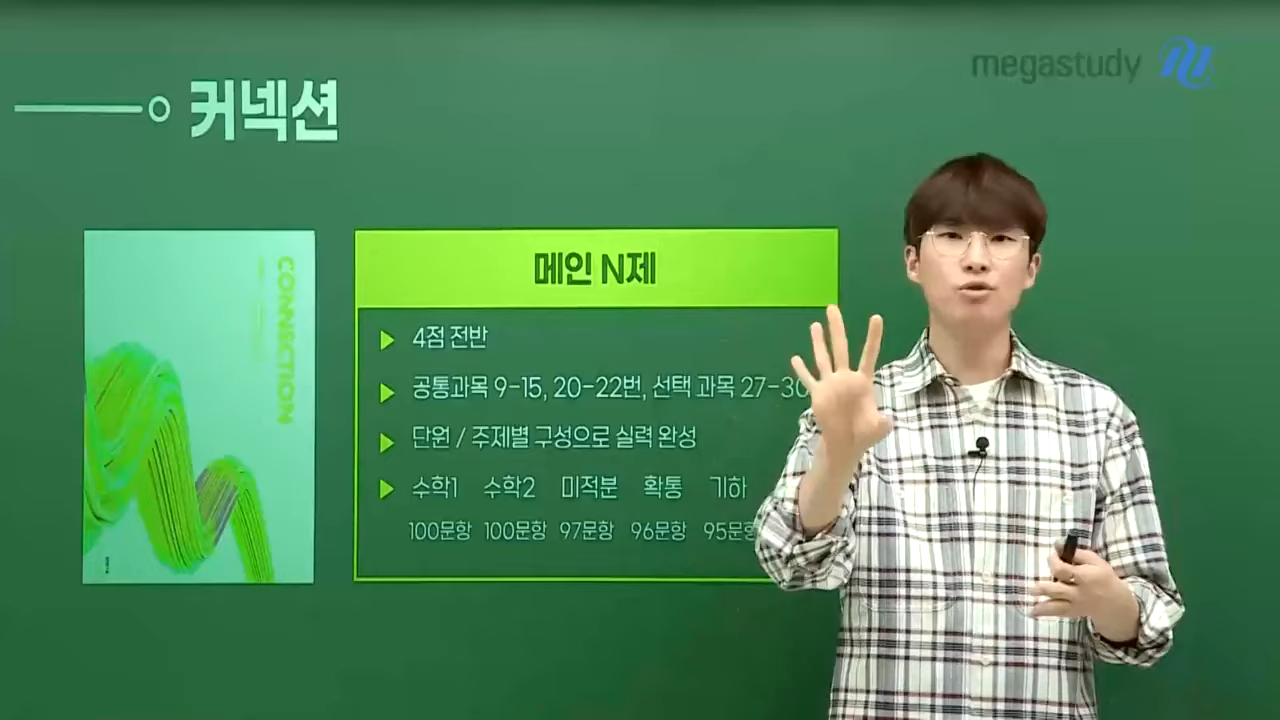 megastudy
커넥션
CONNECTION
메인 N제
4점 전반
공통과목 9-15, 20-22번, 선택 과목 27-30
단원 / 주제별 구성으로 실력 완성
수학1 수학2 미적분 확통 기하
100문항 100문항 97문항 96문항 95문항